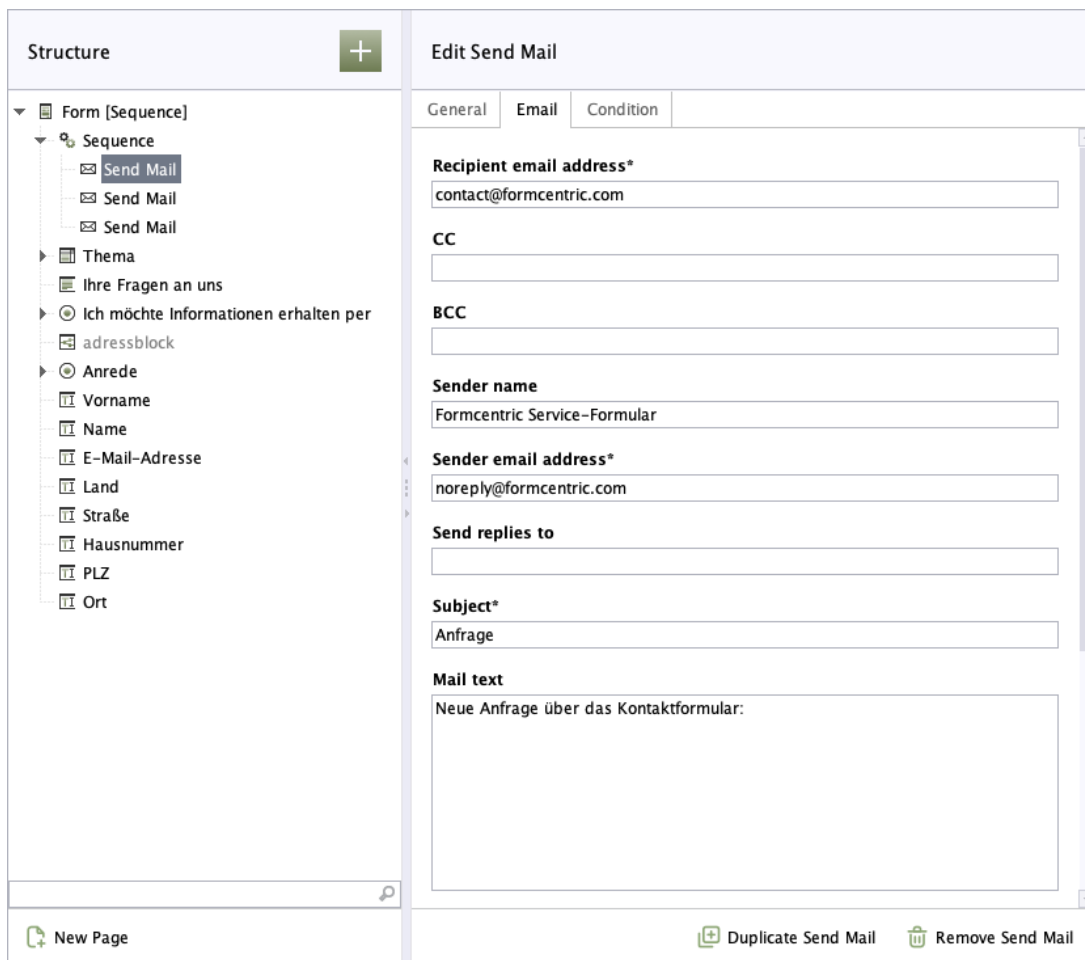 Structure
Form [Sequence]
Sequence
Send Mail
Send Mail
Send Mail
Thema
Ihre Fragen an uns
Ich möchte Informationen erhalten per
adressblock
Anrede
Vorname
Name
E-Mail-Adresse
Land
Straße
Hausnummer
PLZ
Ort
New Page
Edit Send Mail
General Email Condition
Recipient email address*
contact@formcentric.com
CC
BCC
Sender name
Formcentric Service-Formular
Sender email address*
noreply@formcentric.com
Send replies to
Subject*
Anfrage
Mail text
Neue Anfrage über das Kontaktformular:
Duplicate Send Mail Remove Send Mail